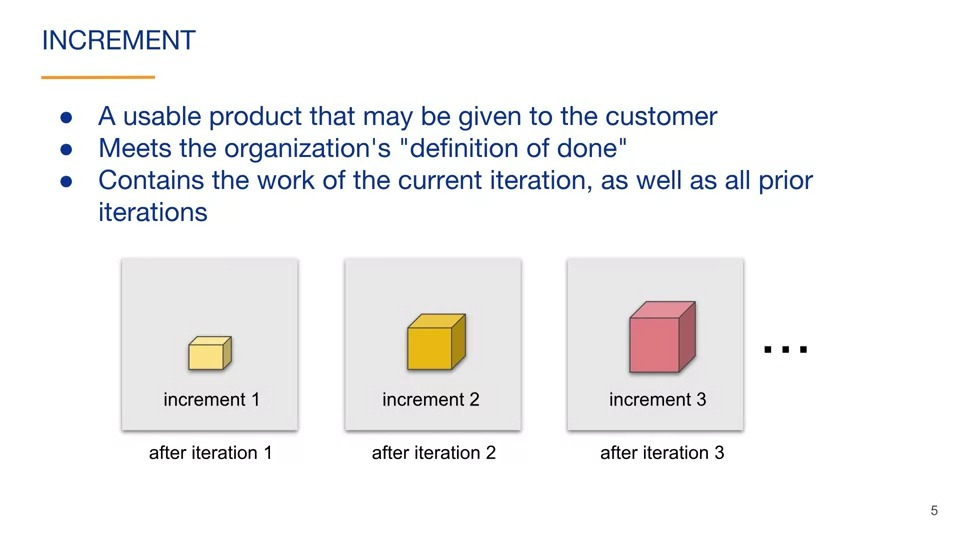 INCREMENT
● A usable product that may be given to the customer
● Meets the organization's "definition of done"
● Contains the work of the current iteration, as well as all prior
iterations
increment 1
increment 2
increment 3
...
after iteration 1
after iteration 2
after iteration 3
5